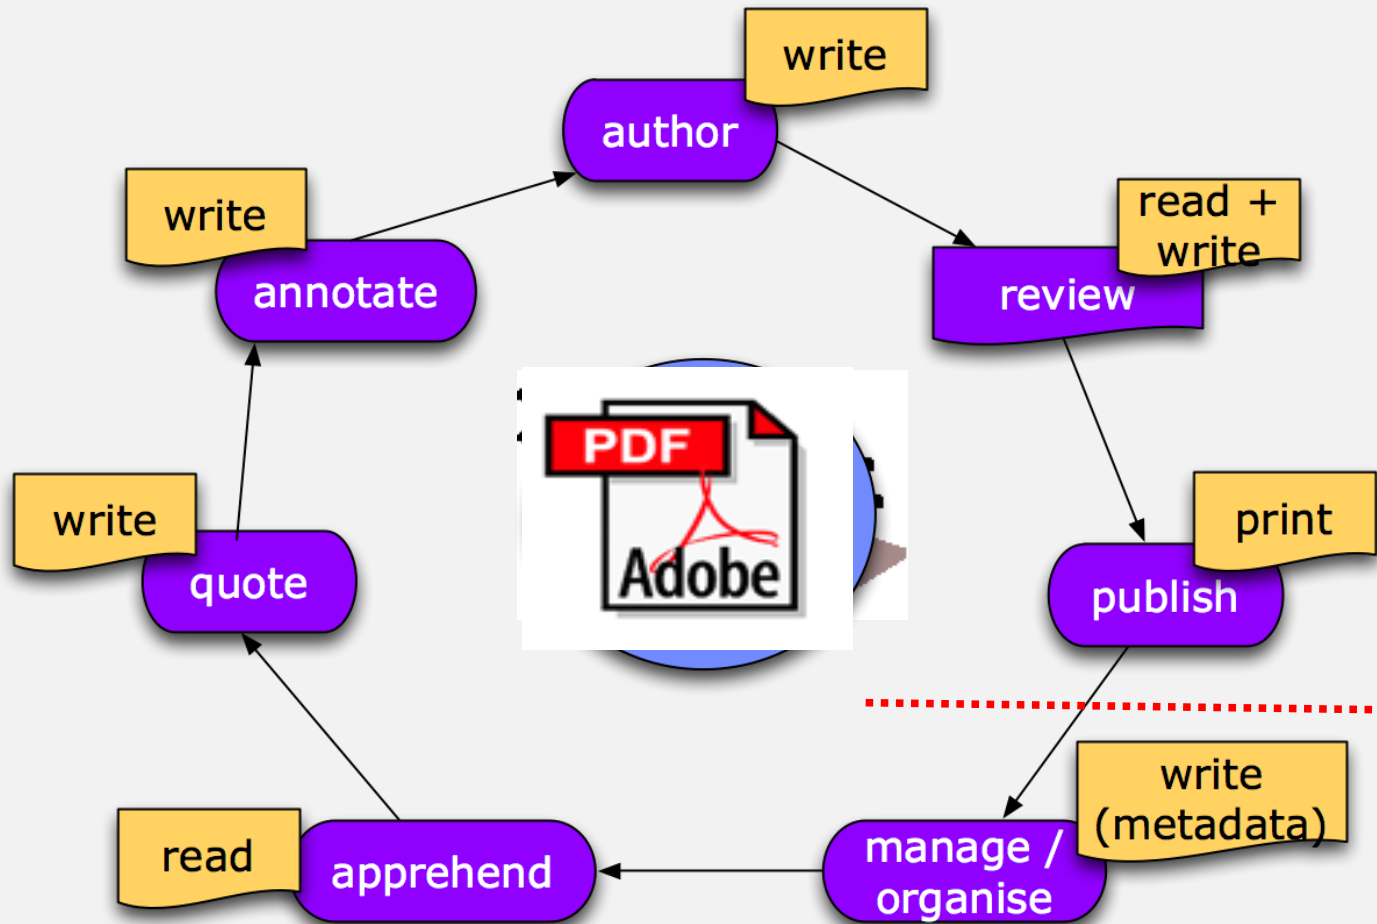 write
author
write
annotate
read +
write
review
PDF
Adobe
write
quote
print
publish
write
(metadata)
manage /
organise
read
apprehend